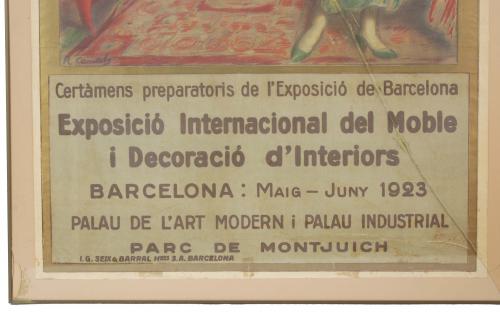 R. Canals
Certàmens preparatoris de l'Exposició de Barcelona
Exposició Internacional del Moble
i Decoració d'Interiors
BARCELONA: MAIG – JUNY 1923
PALAU DE L'ART MODERN i PALAU INDUSTRIAL
PARC DE MONTJUICH
I. G. SEIX & BARRAL HNOS S. A. BARCELONA